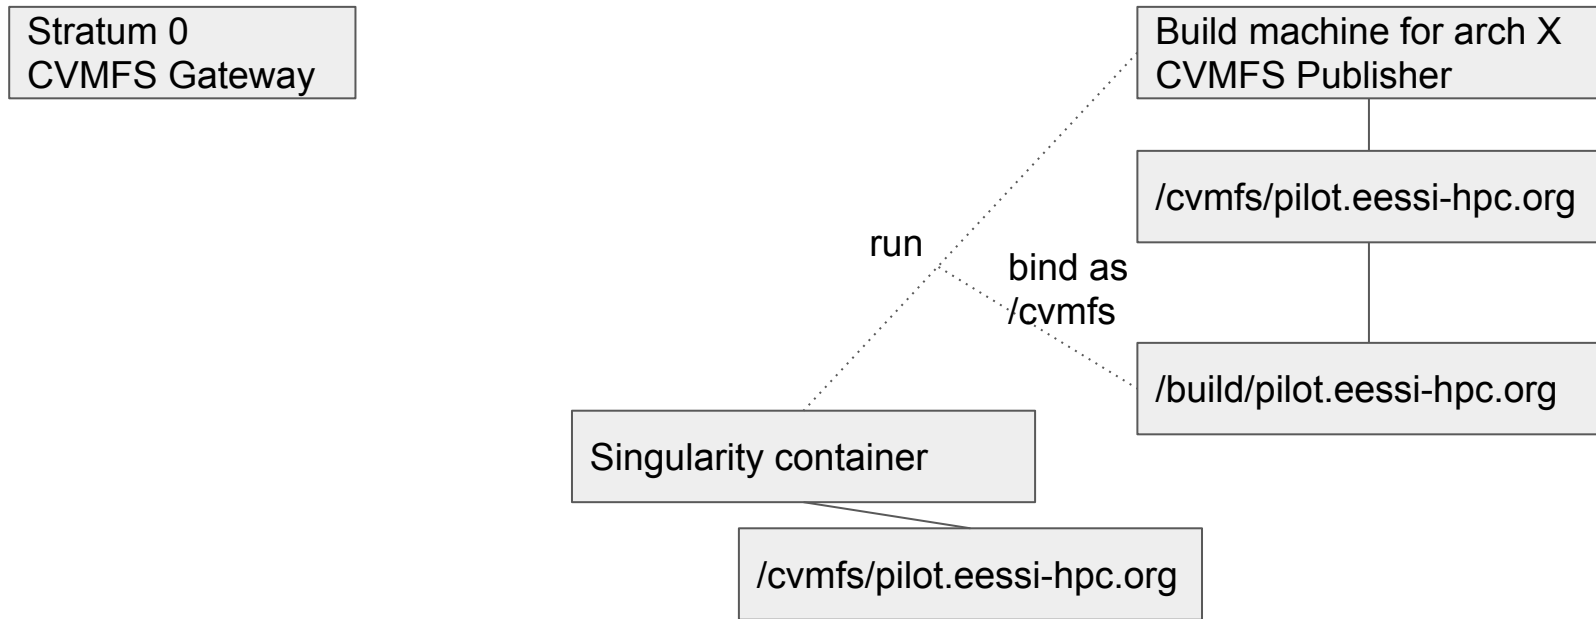 Stratum 0
CVMFS Gateway
Build machine for arch X
CVMFS Publisher
/cvmfs/pilot.eessi-hpc.org
run
bind as
/cvmfs
/build/pilot.eessi-hpc.org
Singularity container
/cvmfs/pilot.eessi-hpc.org